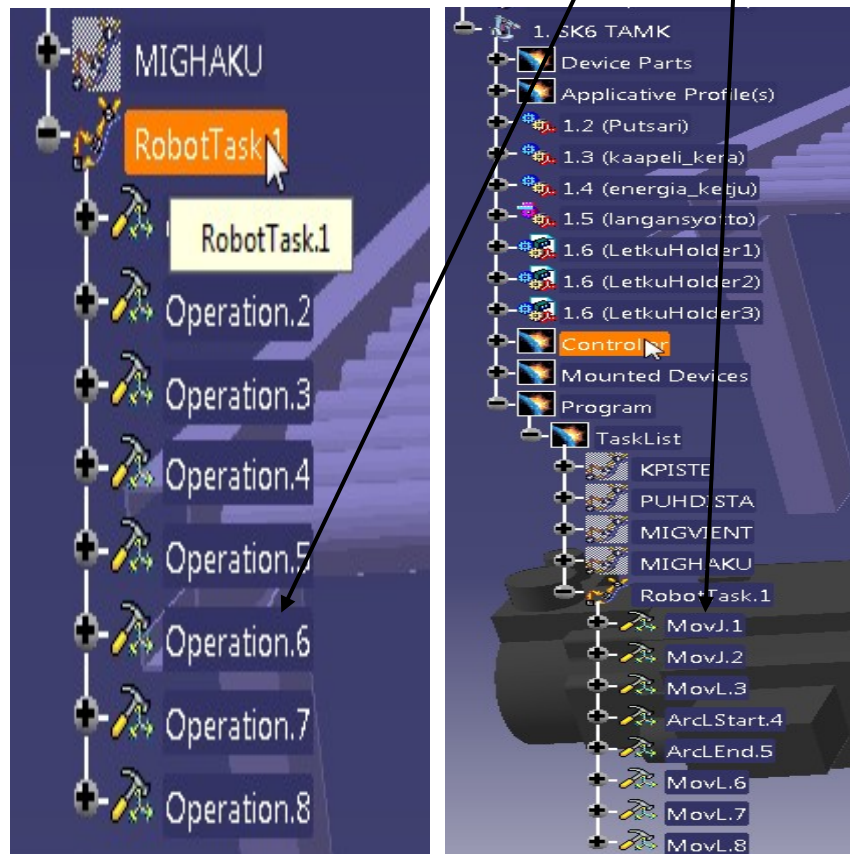 MIGHAKU
RobotTask.1
RobotTask.1
Operation.2
Operation.3
Operation.4
Operation.5
Operation.6
Operation.7
Operation.8
1. SK6 TAMK
Device Parts
Applicative Profile(s)
1.2 (Putsari)
1.3 (kaapeli_kera)
1.4 (energia_ketju)
1.5 (langansyotto)
1.6 (LetkuHolder1)
1.6 (LetkuHolder2)
1.6 (LetkuHolder3)
Controller
Mounted Devices
Program
TaskList
KPISTE
PUHDISTA
MIGVIENT
MIGHAKU
RobotTask.1
MovJ.1
MovJ.2
MovL.3
ArcLStart.4
ArcLEnd.5
MovL.6
MovL.7
MovL.8